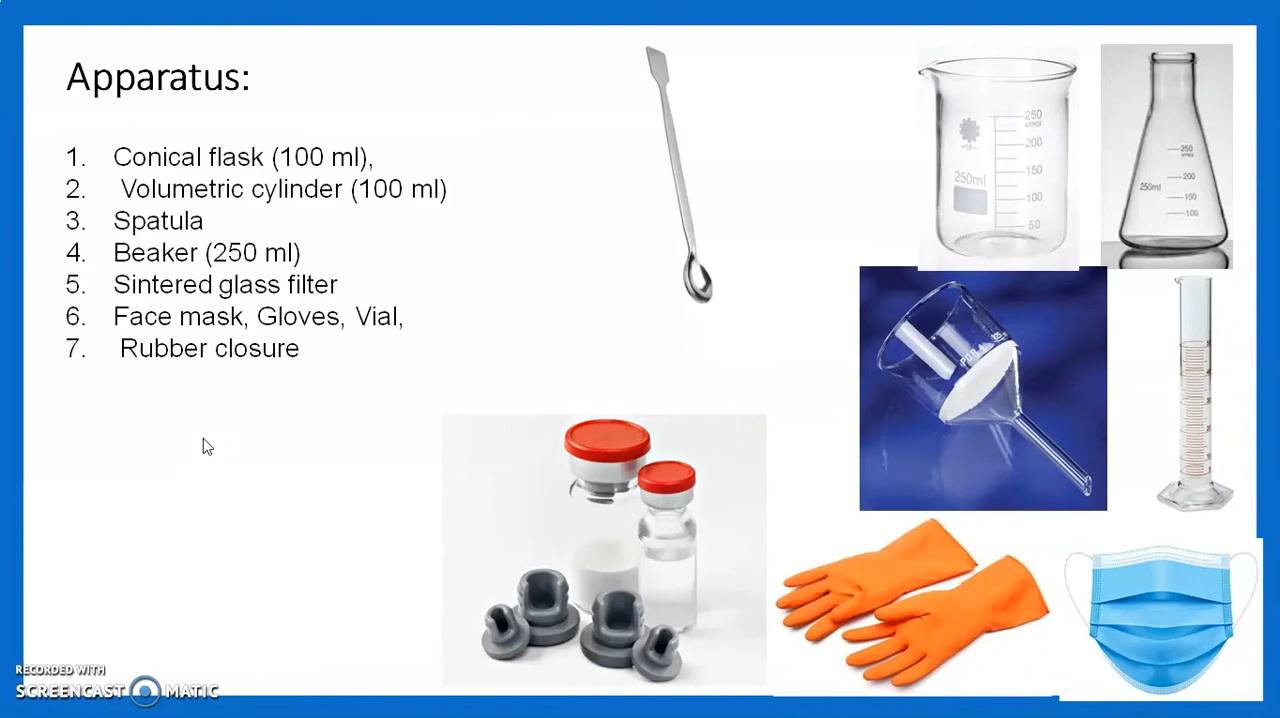 Apparatus:
1. Conical flask (100 ml),
2. Volumetric cylinder (100 ml)
3. Spatula
4. Beaker (250 ml)
5. Sintered glass filter
6. Face mask, Gloves, Vial,
7. Rubber closure
250
APPROX
200
150
100
50
250ml
250
APPROX
200
150
100
250ml
RECORDED WITH
SCREENCAST MATIC